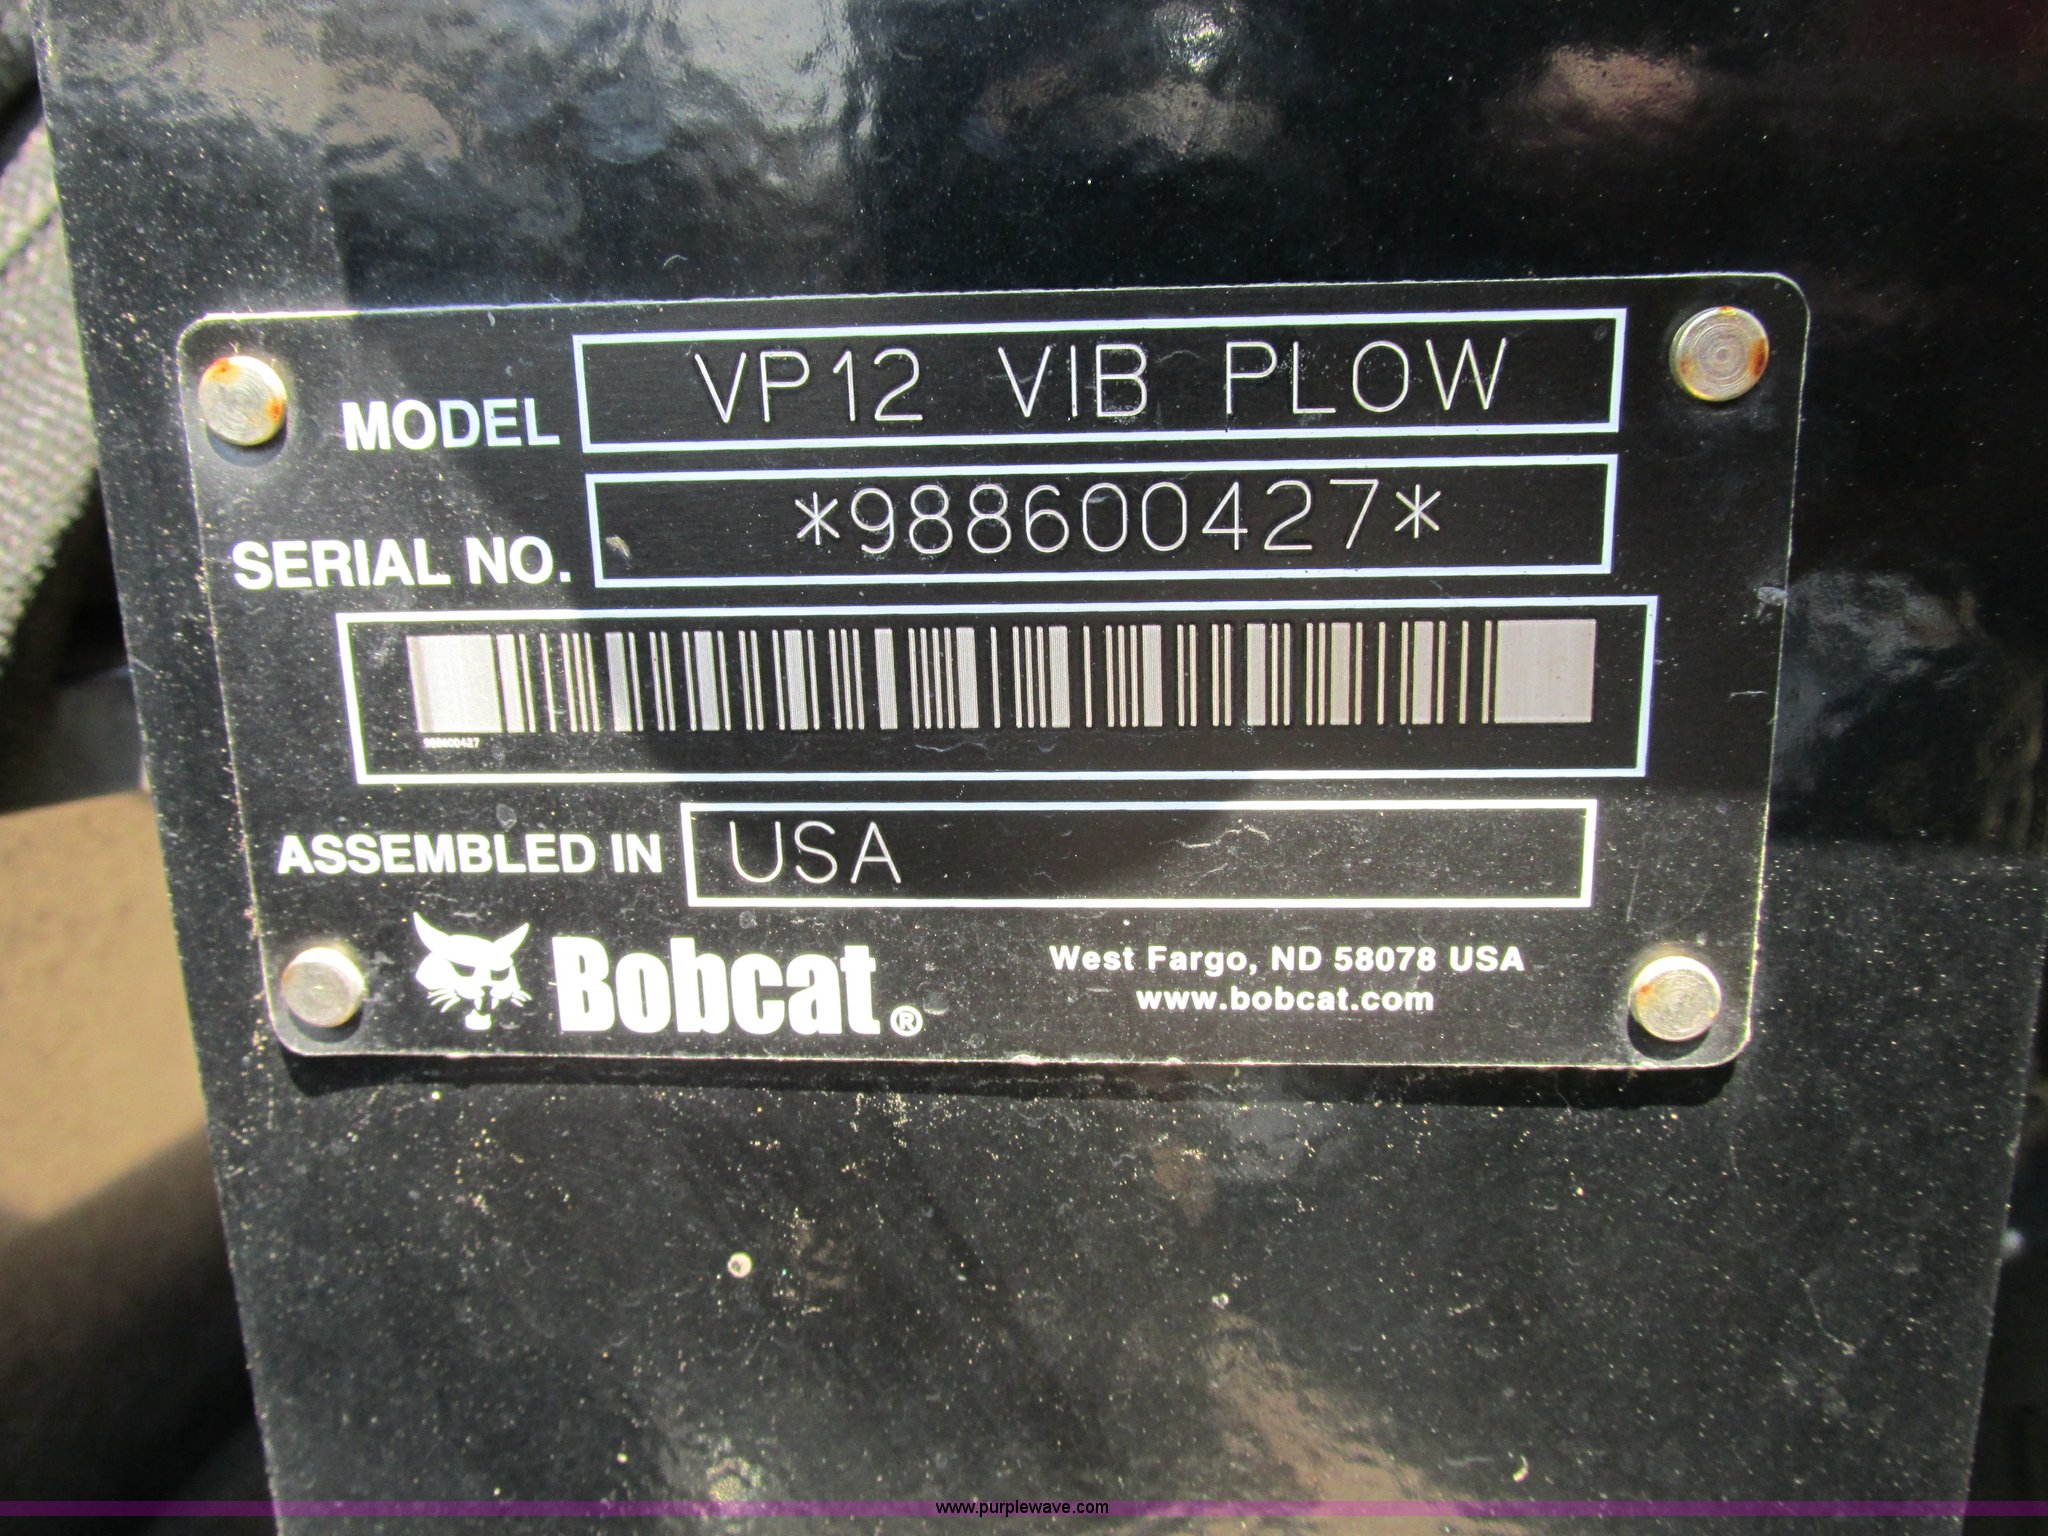 MODEL VP12 VIB PLOW
SERIAL NO. *988600427*
988600427
ASSEMBLED IN USA
Bobcat®
West Fargo, ND 58078 USA
www.bobcat.com
www.purplewave.com